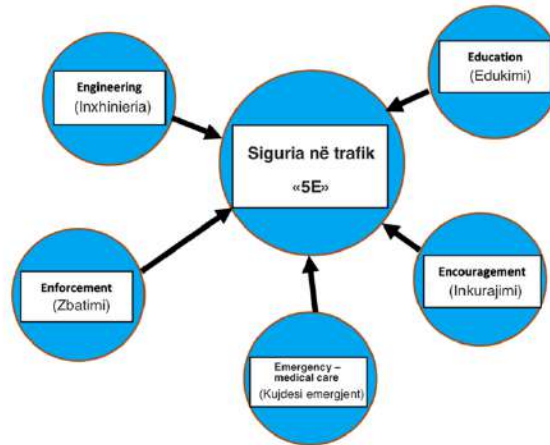 Engineering
(Inxhinieria)
Education
(Edukimi)
Siguria në trafik
«5E»
Enforcement
(Zbatimi)
Encouragement
(Inkurajimi)
Emergency –
medical care
(Kujdesi emergjent)